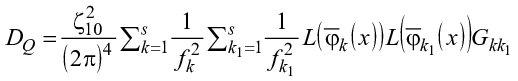 $D_Q = \frac{\zeta_{10}^2}{(2\pi)^4} \sum_{k=1}^{s} \frac{1}{f_k^2} \sum_{k_1=1}^{s} \frac{1}{f_{k_1}^2} L(\overline{\varphi}_k(x)) L(\overline{\varphi}_{k_1}(x)) G_{kk_1}$